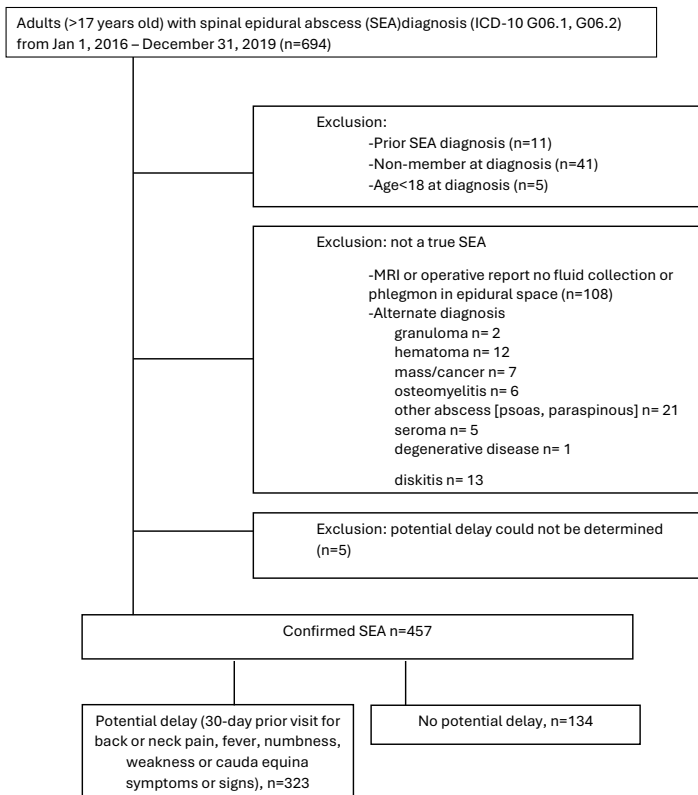 Adults (>17 years old) with spinal epidural abscess (SEA)diagnosis (ICD-10 G06.1, G06.2)
from Jan 1, 2016 – December 31, 2019 (n=694)
Exclusion:
-Prior SEA diagnosis (n=11)
-Non-member at diagnosis (n=41)
-Age<18 at diagnosis (n=5)
Exclusion: not a true SEA
-MRI or operative report no fluid collection or
phlegmon in epidural space (n=108)
-Alternate diagnosis
granuloma n= 2
hematoma n= 12
mass/cancer n= 7
osteomyelitis n= 6
other abscess [psoas, paraspinous] n= 21
seroma n= 5
degenerative disease n= 1
diskitis n= 13
Exclusion: potential delay could not be determined
(n=5)
Confirmed SEA n=457
Potential delay (30-day prior visit for
back or neck pain, fever, numbness,
weakness or cauda equina
symptoms or signs), n=323
No potential delay, n=134